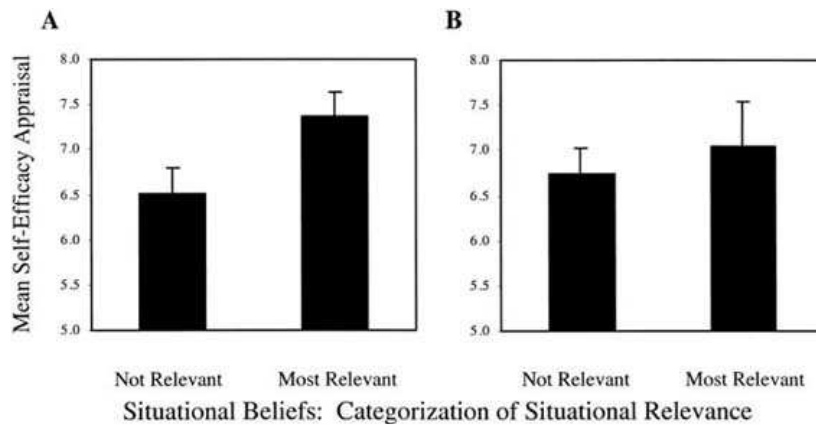 A
B
Mean Self-Efficacy Appraisal
8.0
7.5
7.0
6.5
6.0
5.5
5.0
8.0
7.5
7.0
6.5
6.0
5.5
5.0
Not Relevant
Most Relevant
Not Relevant
Most Relevant
Situational Beliefs: Categorization of Situational Relevance